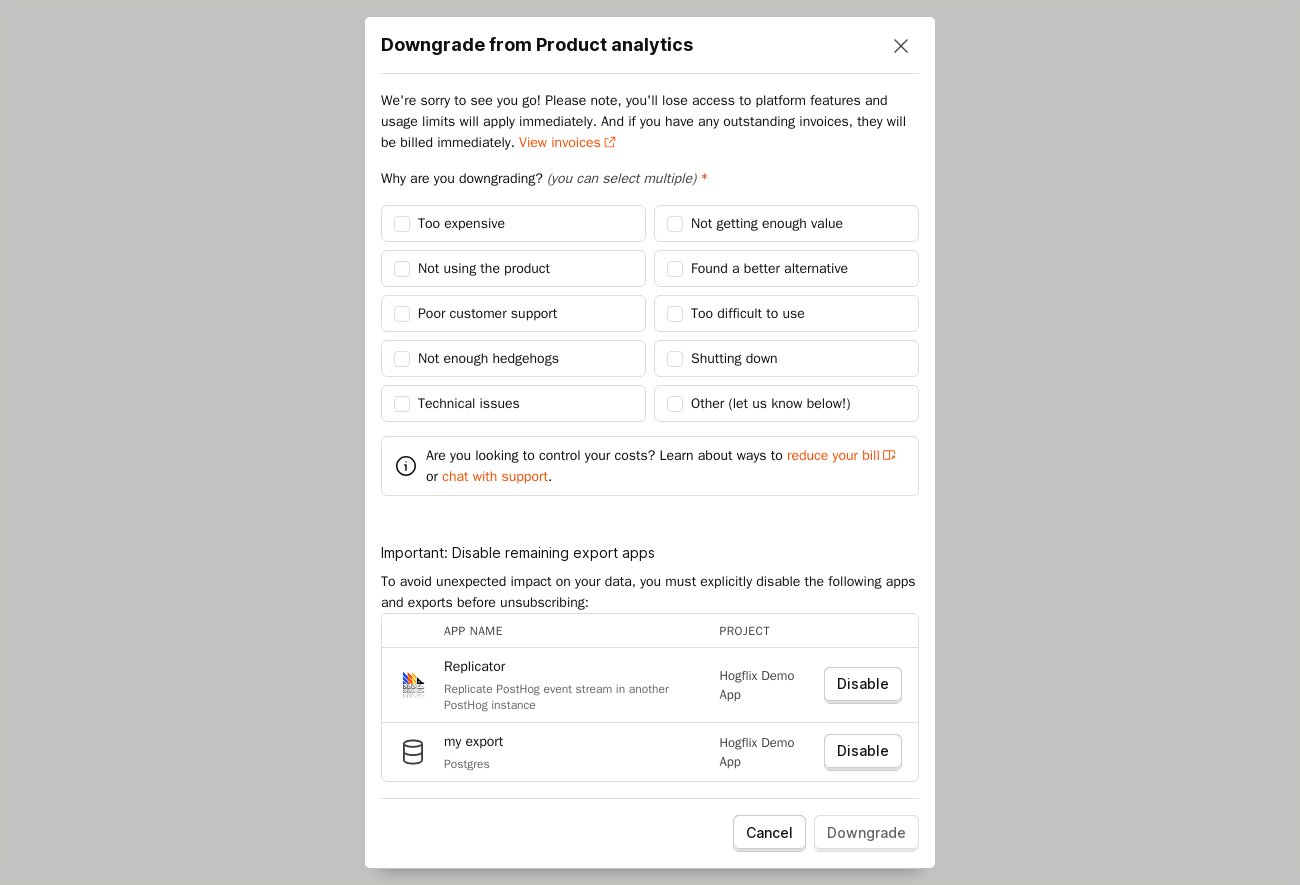 Downgrade from Product analytics
We're sorry to see you go! Please note, you'll lose access to platform features and
usage limits will apply immediately. And if you have any outstanding invoices, they will
be billed immediately. View invoices
Why are you downgrading? (you can select multiple) *
Too expensive
Not getting enough value
Not using the product
Found a better alternative
Poor customer support
Too difficult to use
Not enough hedgehogs
Shutting down
Technical issues
Other (let us know below!)
Are you looking to control your costs? Learn about ways to reduce your bill
or chat with support.
Important: Disable remaining export apps
To avoid unexpected impact on your data, you must explicitly disable the following apps
and exports before unsubscribing:
APP NAME PROJECT
Replicator
Replicate PostHog event stream in another
PostHog instance
Hogflix Demo
App
Disable
my export
Postgres
Hogflix Demo
App
Disable
Cancel
Downgrade